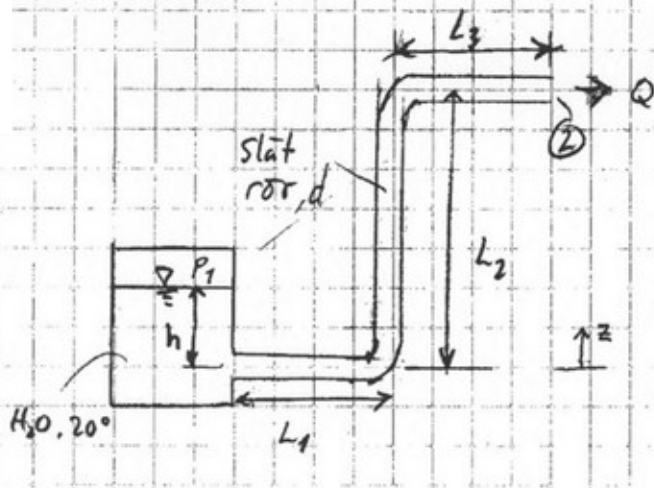 L₃
Q
②
slät
rör, d
L₂
P₁
h
z
H₂O, 20°
L₁